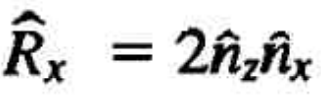 R̂ₓ = 2n̂_z n̂ₓ